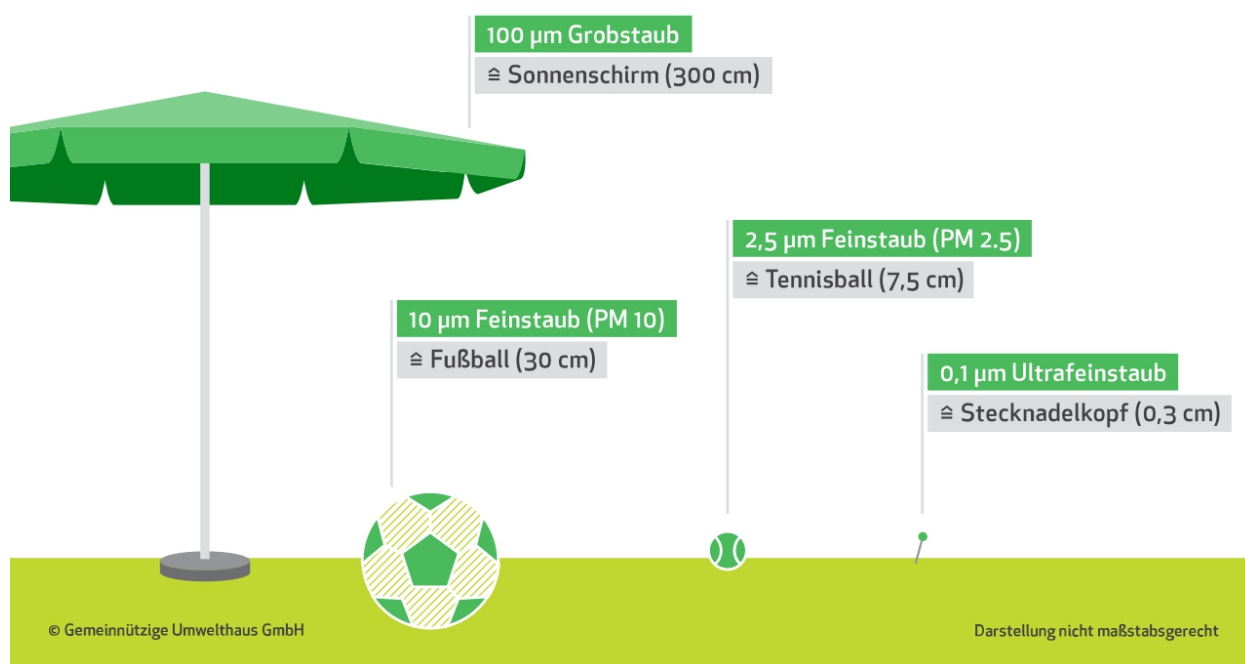 100 µm Grobstaub
≙ Sonnenschirm (300 cm)
2,5 µm Feinstaub (PM 2.5)
≙ Tennisball (7,5 cm)
10 µm Feinstaub (PM 10)
≙ Fußball (30 cm)
0,1 µm Ultrafeinstaub
≙ Stecknadelkopf (0,3 cm)
© Gemeinnützige Umwelthaus GmbH
Darstellung nicht maßstabsgerecht